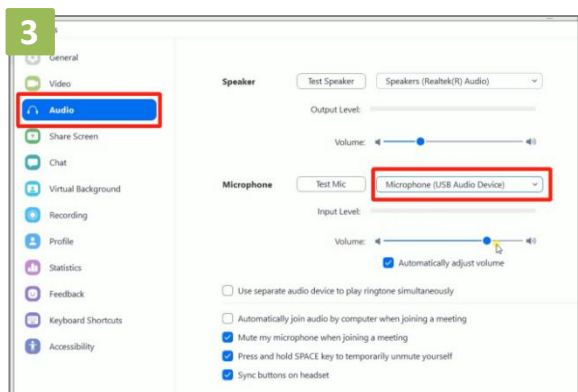 3
s
General
Video
Audio
Share Screen
Chat
Virtual Background
Recording
Profile
Statistics
Feedback
Keyboard Shortcuts
Accessibility
Speaker Test Speaker Speakers (Realtek(R) Audio)
Output Level:
Volume:
Microphone Test Mic Microphone (USB Audio Device)
Input Level:
Volume:
Automatically adjust volume
Use separate audio device to play ringtone simultaneously
Automatically join audio by computer when joining a meeting
Mute my microphone when joining a meeting
Press and hold SPACE key to temporarily unmute yourself
Sync buttons on headset